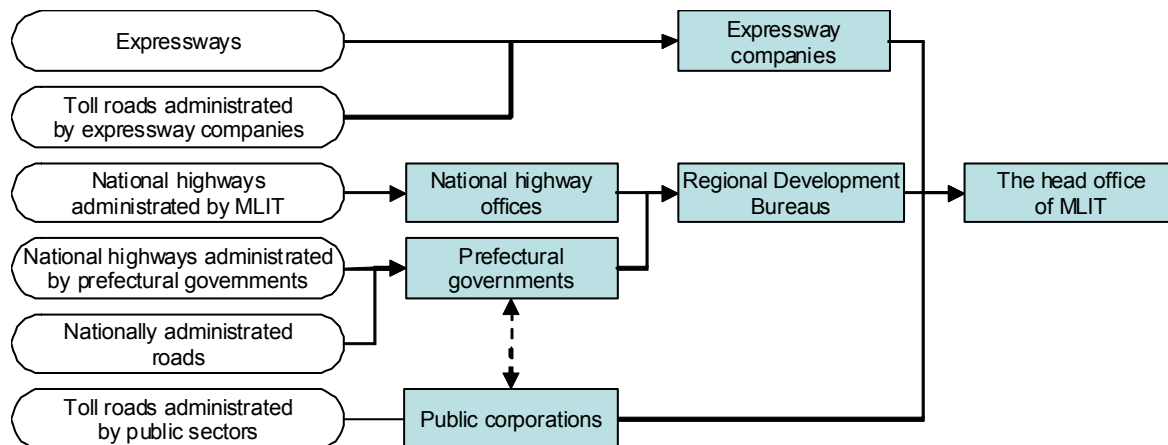 Expressways
Expressway
companies
Toll roads administrated
by expressway companies
National highways
administrated by MLIT
National highway
offices
Regional Development
Bureaus
The head office
of MLIT
National highways administrated
by prefectural governments
Prefectural
governments
Nationally administrated
roads
Toll roads administrated
by public sectors
Public corporations